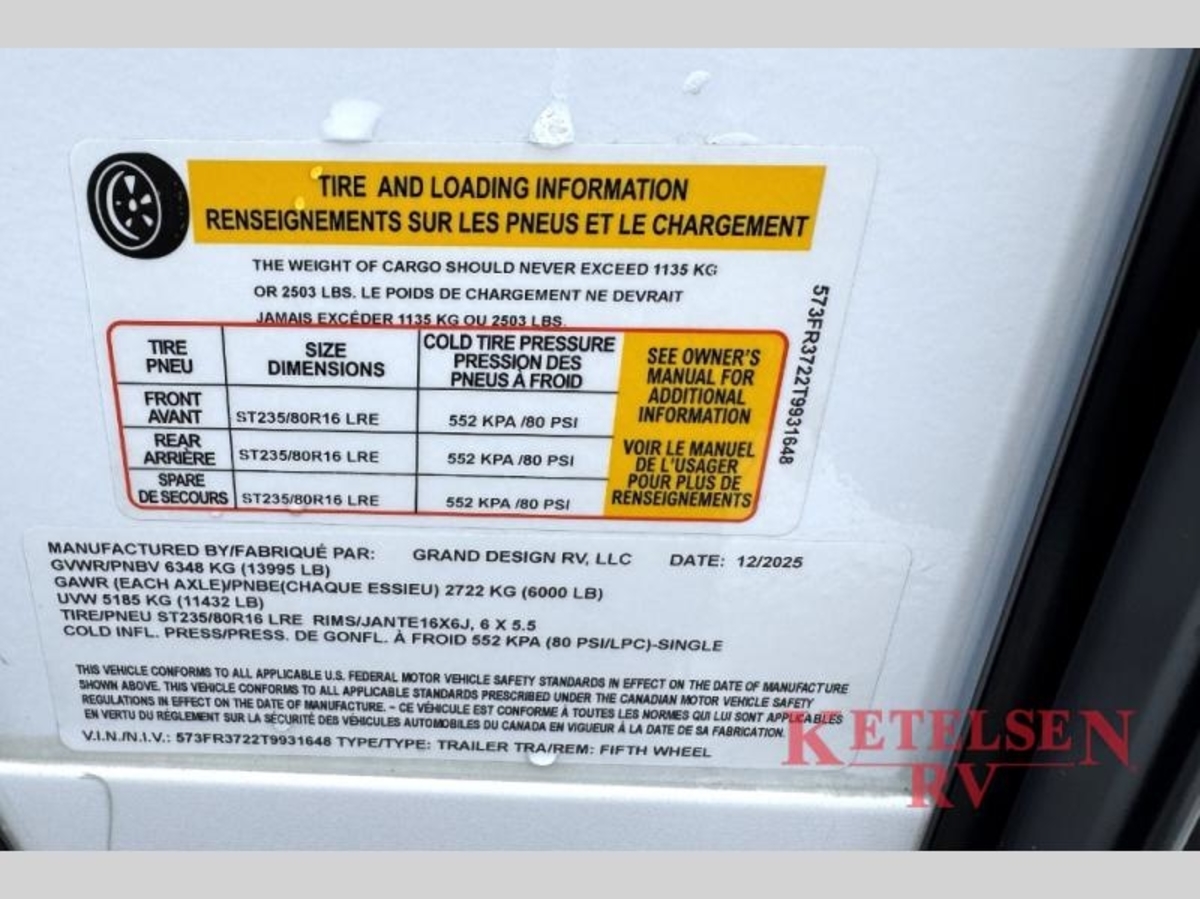 TIRE AND LOADING INFORMATION
RENSEIGNEMENTS SUR LES PNEUS ET LE CHARGEMENT
THE WEIGHT OF CARGO SHOULD NEVER EXCEED 1135 KG
OR 2503 LBS. LE POIDS DE CHARGEMENT NE DEVRAIT
JAMAIS EXCÉDER 1135 KG OU 2503 LBS.
TIRE
PNEU
SIZE
DIMENSIONS
COLD TIRE PRESSURE
PRESSION DES
PNEUS À FROID
FRONT
AVANT
ST235/80R16 LRE
552 KPA /80 PSI
REAR
ARRIÈRE
ST235/80R16 LRE
552 KPA /80 PSI
SPARE
DE SECOURS
ST235/80R16 LRE
552 KPA /80 PSI
SEE OWNER'S
MANUAL FOR
ADDITIONAL
INFORMATION
VOIR LE MANUEL
DE L'USAGER
POUR PLUS DE
RENSEIGNEMENTS
573FR3722T9931648
MANUFACTURED BY/FABRIQUÉ PAR: GRAND DESIGN RV, LLC DATE: 12/2025
GVWR/PNBV 6348 KG (13995 LB)
GAWR (EACH AXLE)/PNBE(CHAQUE ESSIEU) 2722 KG (6000 LB)
UVW 5185 KG (11432 LB)
TIRE/PNEU ST235/80R16 LRE RIMS/JANTE16X6J, 6 X 5.5
COLD INFL. PRESS/PRESS. DE GONFL. À FROID 552 KPA (80 PSI/LPC)-SINGLE
THIS VEHICLE CONFORMS TO ALL APPLICABLE U.S. FEDERAL MOTOR VEHICLE SAFETY STANDARDS IN EFFECT ON THE DATE OF MANUFACTURE
SHOWN ABOVE. THIS VEHICLE CONFORMS TO ALL APPLICABLE STANDARDS PRESCRIBED UNDER THE CANADIAN MOTOR VEHICLE SAFETY
REGULATIONS IN EFFECT ON THE DATE OF MANUFACTURE. - CE VÉHICULE EST CONFORME À TOUTES LES NORMES QUI LUI SONT APPLICABLES
EN VERTU DU RÉGLEMENT SUR LA SÉCURITÉ DES VÉHICULES AUTOMOBILES DU CANADA EN VIGUEUR À LA DATE DE SA FABRICATION.
V.I.N./N.I.V.: 573FR3722T9931648 TYPE/TYPE: TRAILER TRA/REM: FIFTH WHEEL
KETELSEN
RV